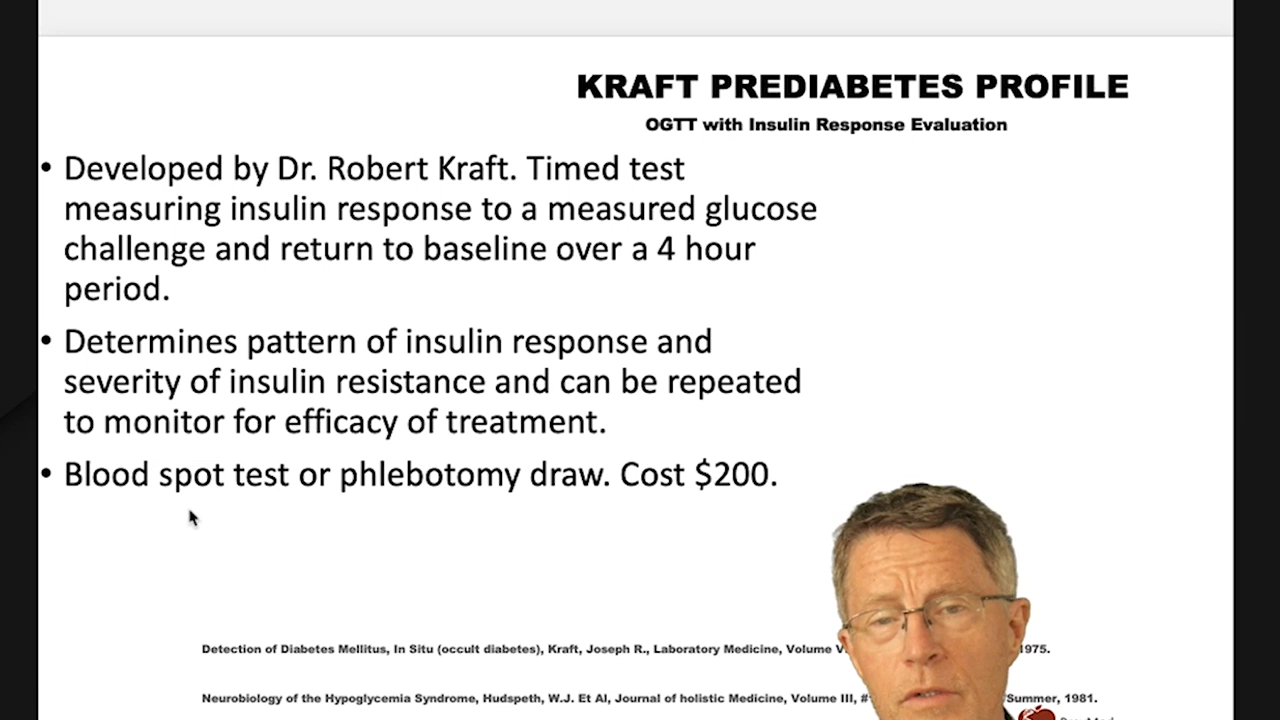 KRAFT PREDIABETES PROFILE
OGTT with Insulin Response Evaluation
• Developed by Dr. Robert Kraft. Timed test
measuring insulin response to a measured glucose
challenge and return to baseline over a 4 hour
period.
• Determines pattern of insulin response and
severity of insulin resistance and can be repeated
to monitor for efficacy of treatment.
• Blood spot test or phlebotomy draw. Cost $200.
Detection of Diabetes Mellitus, In Situ (occult diabetes), Kraft, Joseph R., Laboratory Medicine, Volume 1975.
Neurobiology of the Hypoglycemia Syndrome, Hudspeth, W.J. Et Al, Journal of holistic Medicine, Volume III, Summer, 1981.